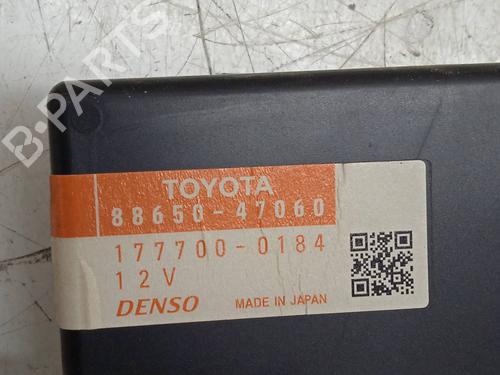 B-PARTS
TOYOTA
88650-47060
177700-0184
12V
DENSO MADE IN JAPAN